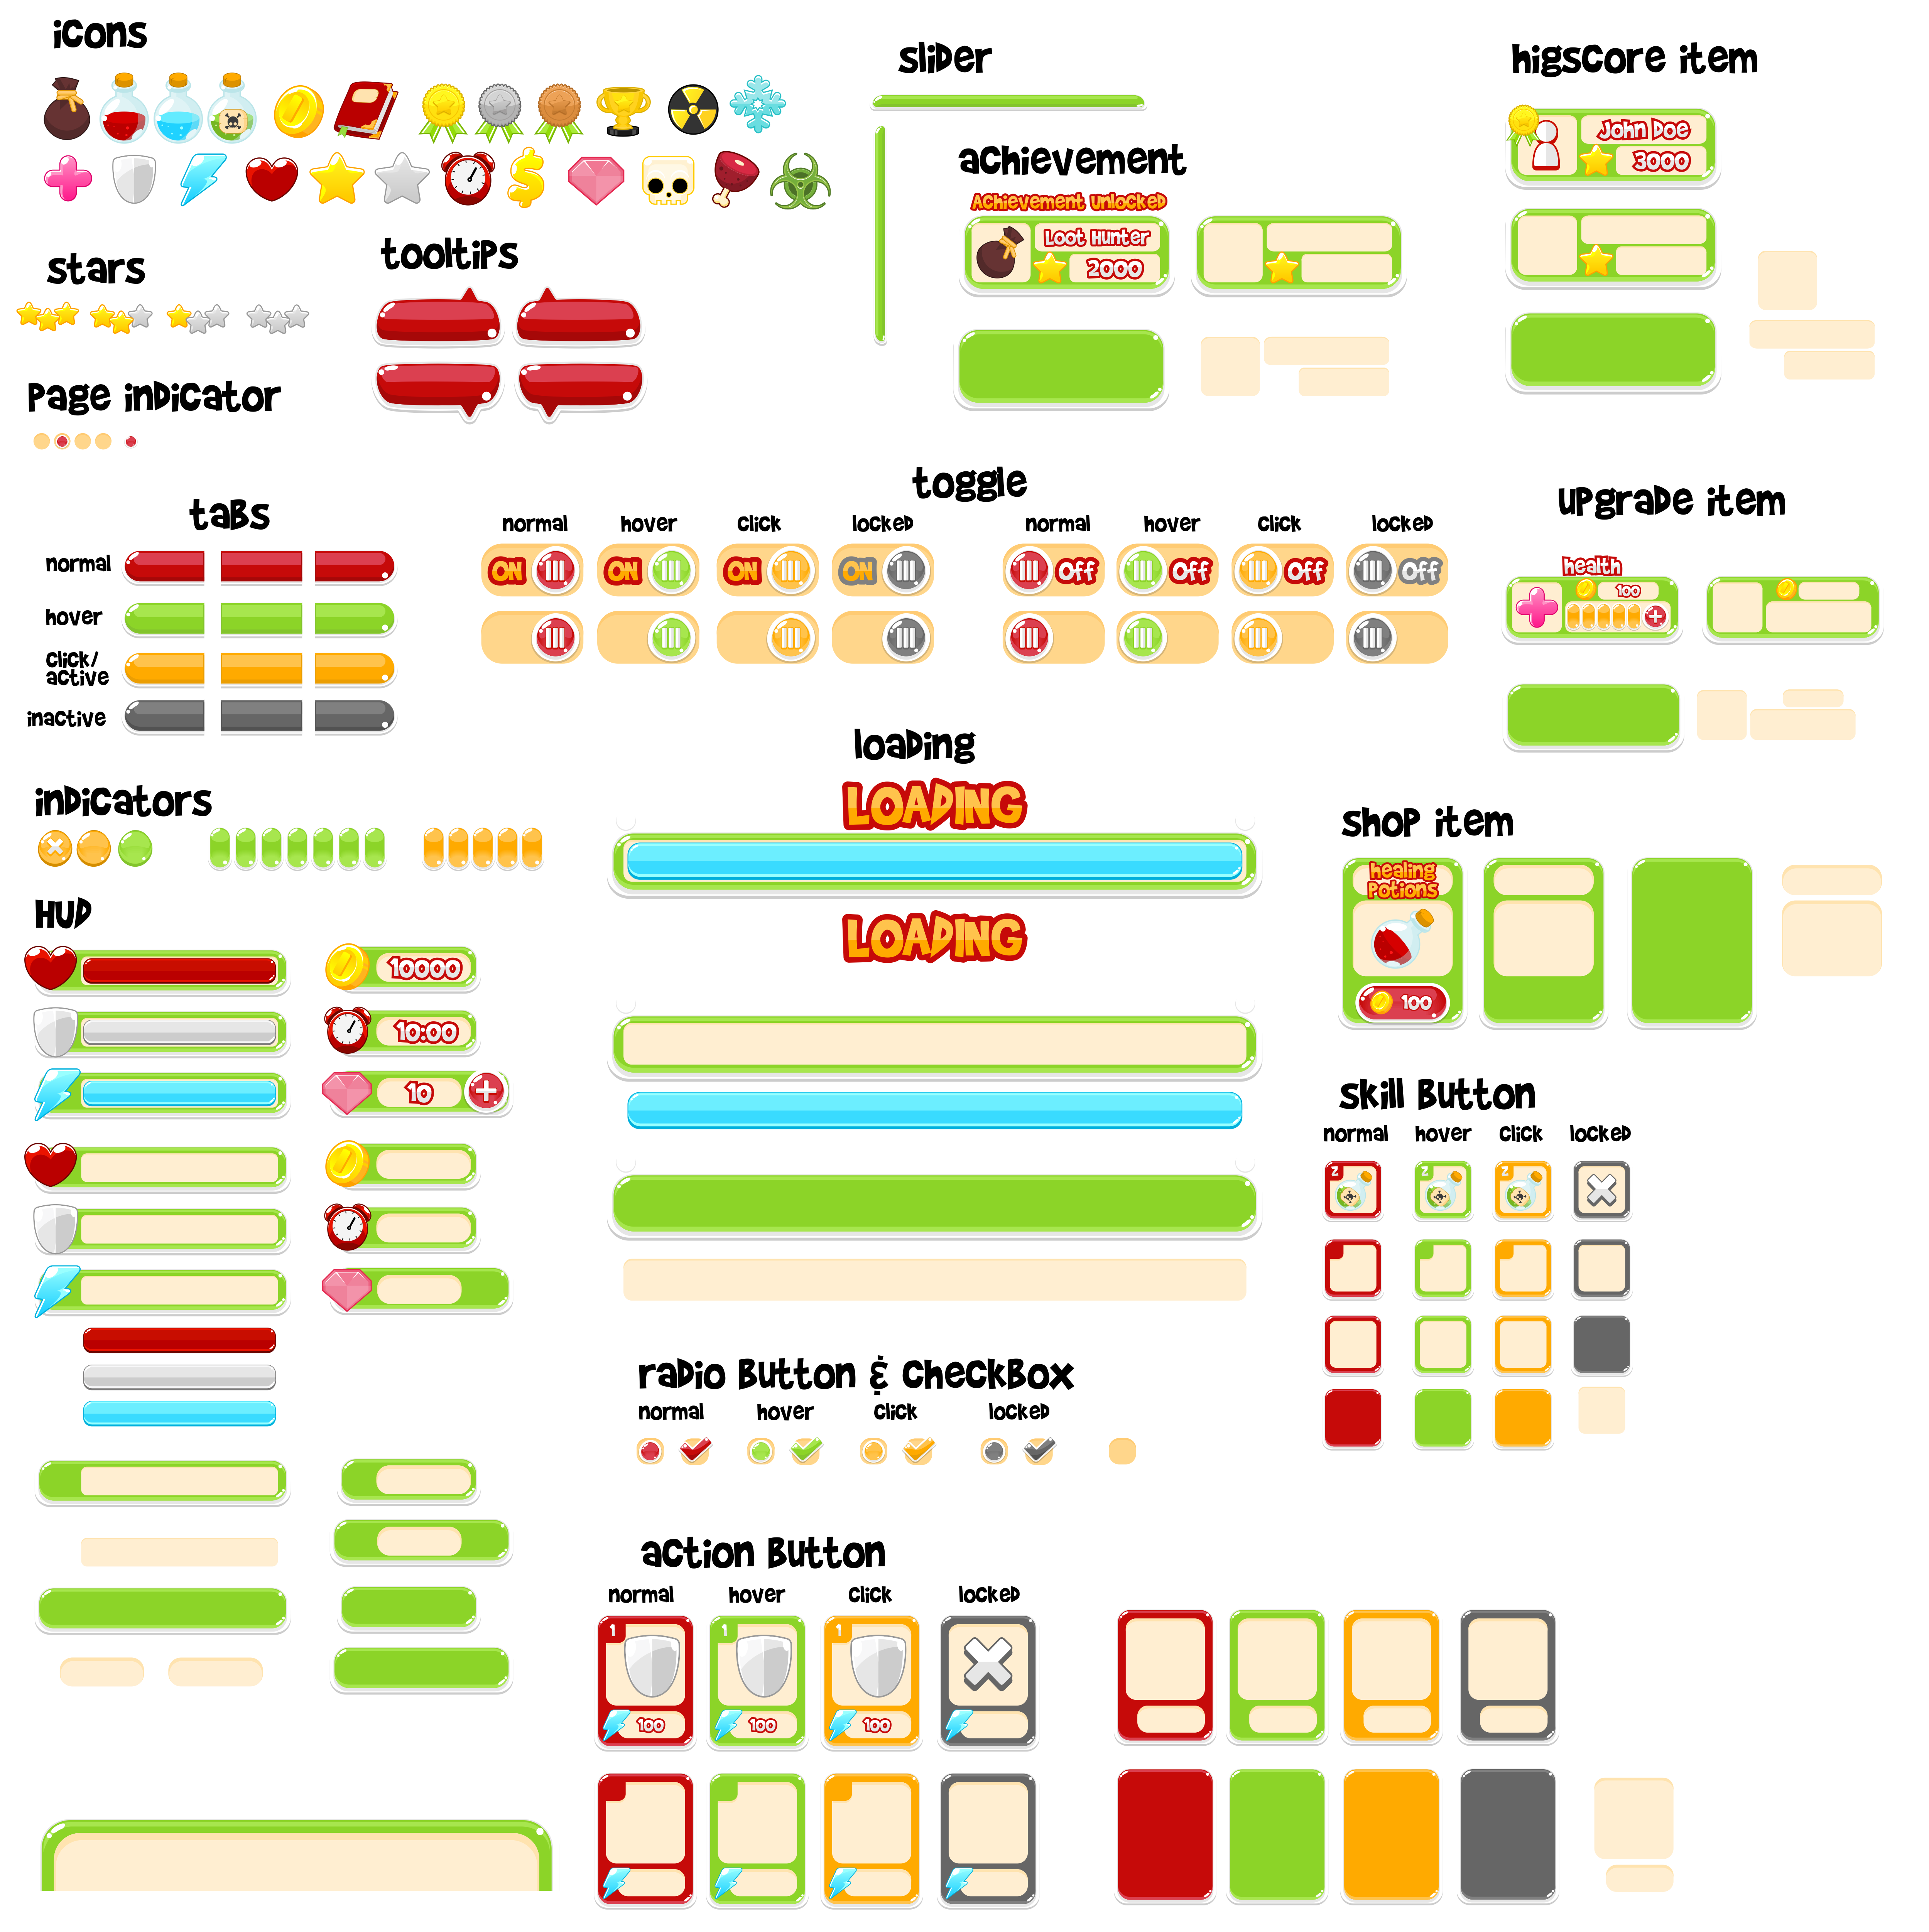 icons
slider
higscore item
John Doe
3000
achievement
Achievement Unlocked
Loot Hunter
2000
stars
tooltips
page indicator
tabs
normal
hover
click/
active
inactive
toggle
normal hover click locked normal hover click locked
ON ON ON ON Off Off Off Off
upgrade item
health
100
indicators
loading
LOADING
LOADING
shop item
healing
potions
100
HUD
10000
10:00
10
skill button
normal hover click locked
2 2 2
radio button & checkbox
normal hover click locked
action button
normal hover click locked
1 1 1
100 100 100